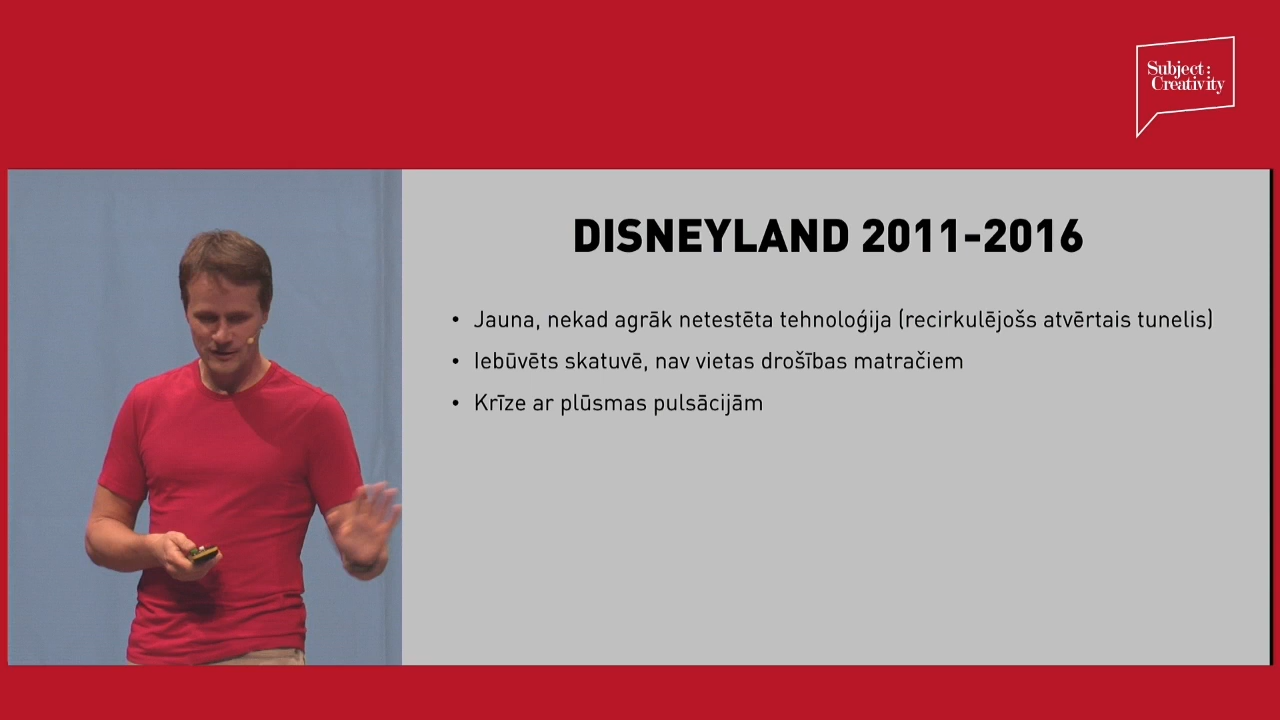 Subject:
Creativity
DISNEYLAND 2011-2016
• Jauna, nekad agrāk netestēta tehnoloģija (recirkulējošs atvērtais tunelis)
• Iebūvēts skatuvē, nav vietas drošības matračiem
• Krīze ar plūsmas pulsācijām